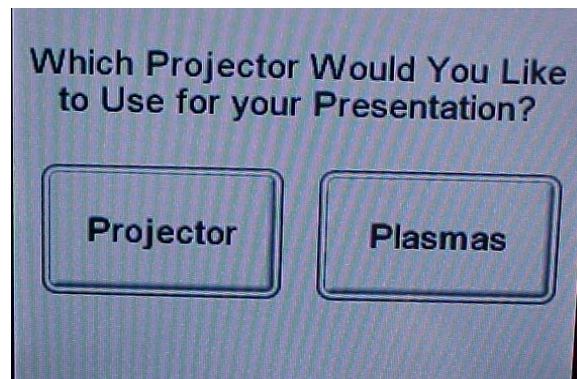 Which Projector Would You Like
to Use for your Presentation?
Projector
Plasmas